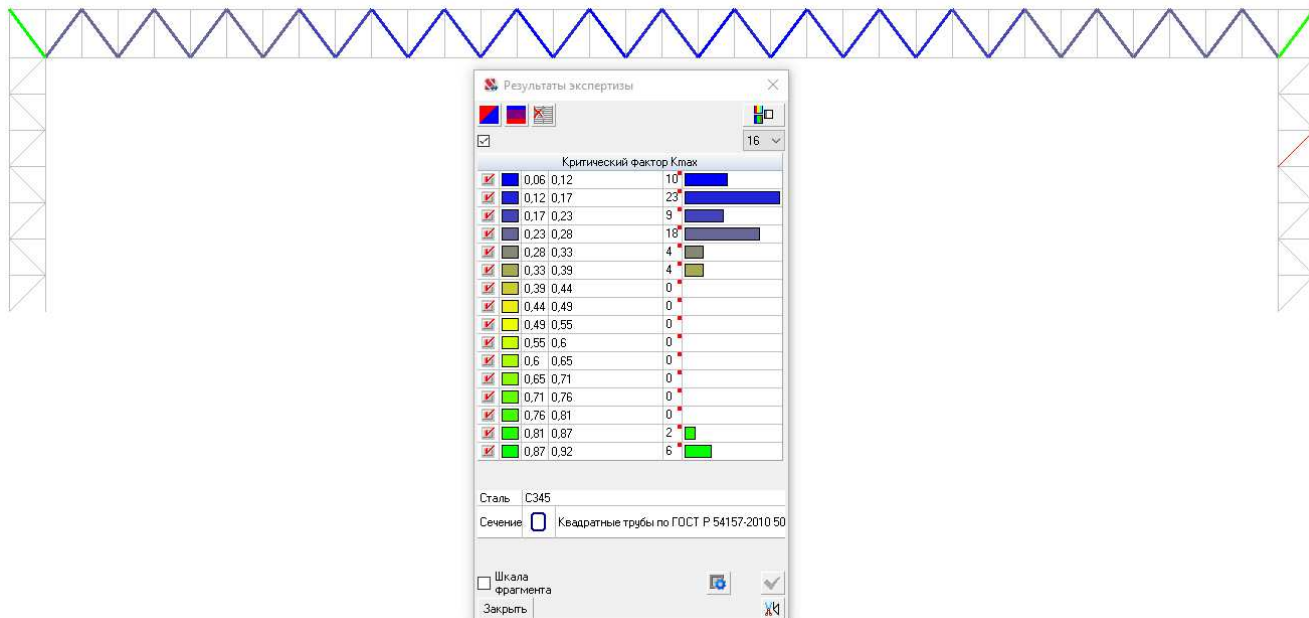 Результаты экспертизы
16
Критический фактор Kmax
0,06 0,12 10
0,12 0,17 23
0,17 0,23 9
0,23 0,28 18
0,28 0,33 4
0,33 0,39 4
0,39 0,44 0
0,44 0,49 0
0,49 0,55 0
0,55 0,6 0
0,6 0,65 0
0,65 0,71 0
0,71 0,76 0
0,76 0,81 0
0,81 0,87 2
0,87 0,92 6
Сталь C345
Сечение Квадратные трубы по ГОСТ Р 54157-2010 50
Шкала
фрагмента
Закрыть